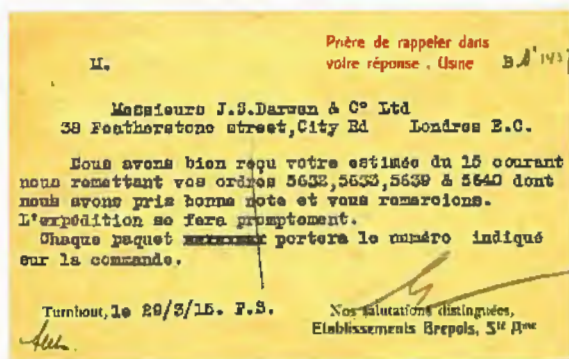 Prière de rappeler dans
votre réponse . Usine B N° 1437
M.
Messieurs J.S.Darwen & C° Ltd
38 Featherstone street,City Rd Londres E.C.
Nous avons bien reçu votre estimée du 15 courant
nous remettant vos ordres 5632,5633,5639 & 5640 dont
nous avons pris bonne note et vous remercions.
L'expédition se fera promptement.
Chaque paquet portera le numéro indiqué
sur la commande.
Turnhout, le 29/3/15. F.S.
Nos salutations distinguées,
Etablissements Brepols, Sté Ame